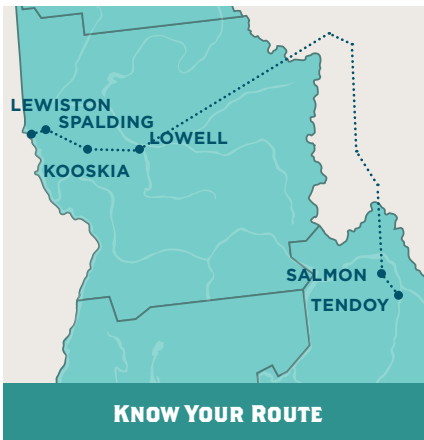 LEWISTON
SPALDING
LOWELL
KOOSKIA
SALMON
TENDOY
KNOW YOUR ROUTE